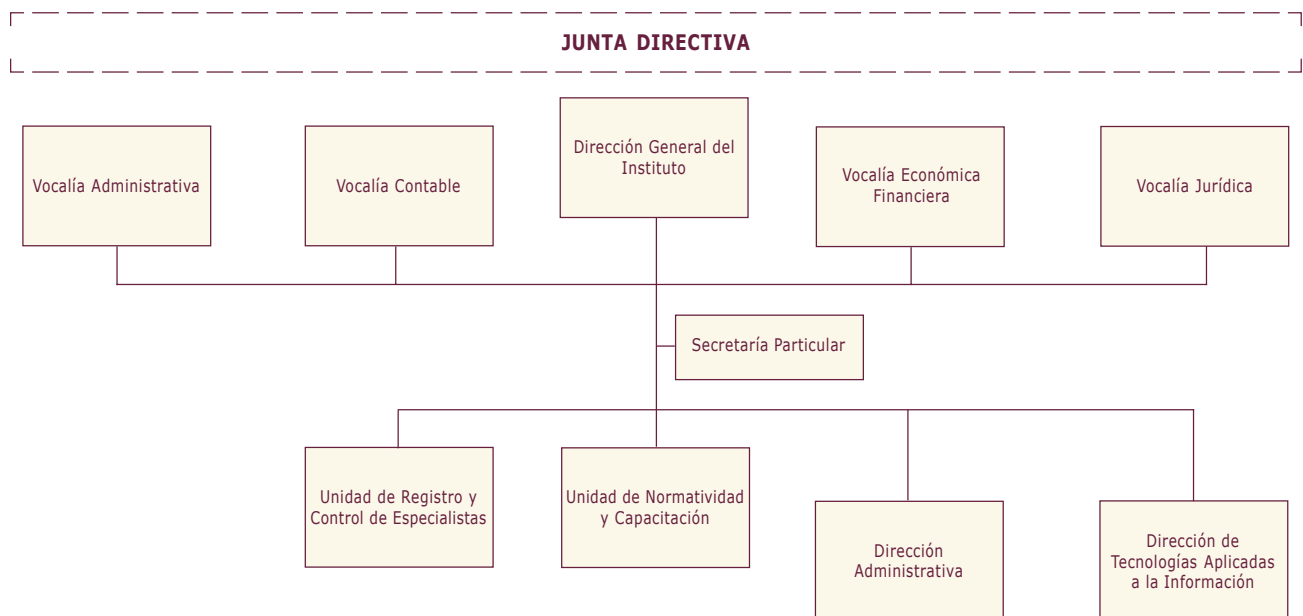 JUNTA DIRECTIVA
Vocalía Administrativa
Vocalía Contable
Dirección General del
Instituto
Vocalía Económica
Financiera
Vocalía Jurídica
Secretaría Particular
Unidad de Registro y
Control de Especialistas
Unidad de Normatividad
y Capacitación
Dirección
Administrativa
Dirección de
Tecnologías Aplicadas
a la Información